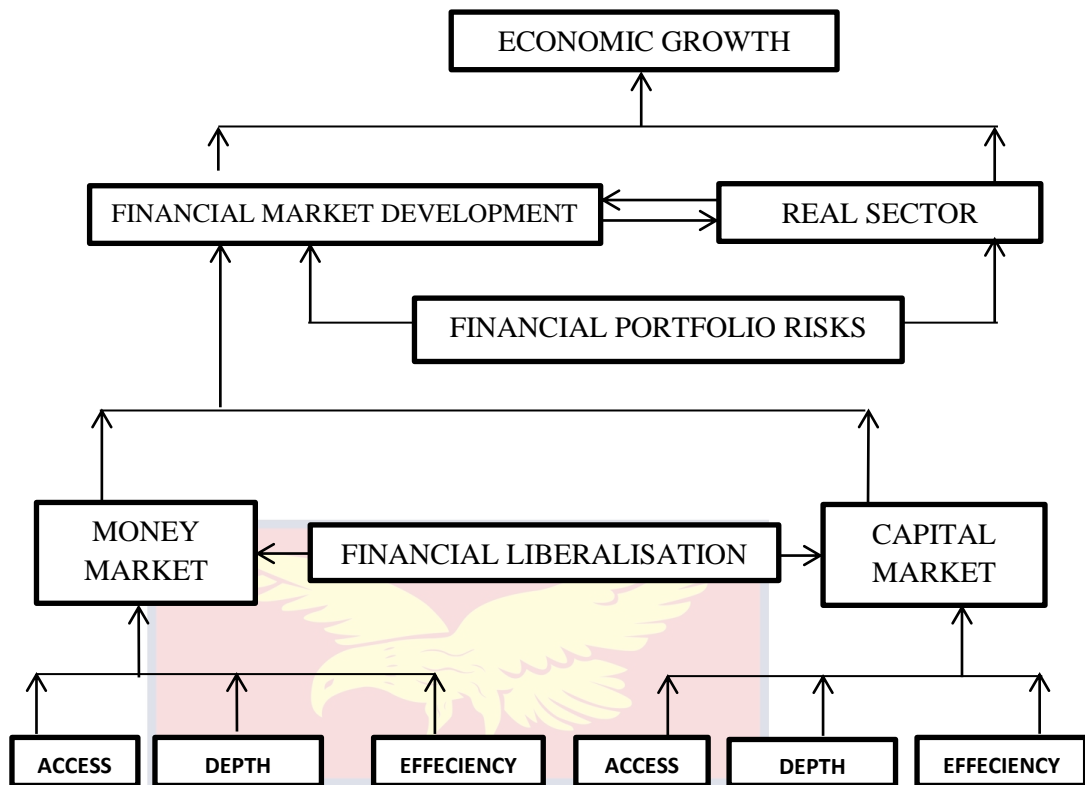 ECONOMIC GROWTH
FINANCIAL MARKET DEVELOPMENT
REAL SECTOR
FINANCIAL PORTFOLIO RISKS
MONEY
MARKET
FINANCIAL LIBERALISATION
CAPITAL
MARKET
ACCESS
DEPTH
EFFECIENCY
ACCESS
DEPTH
EFFECIENCY